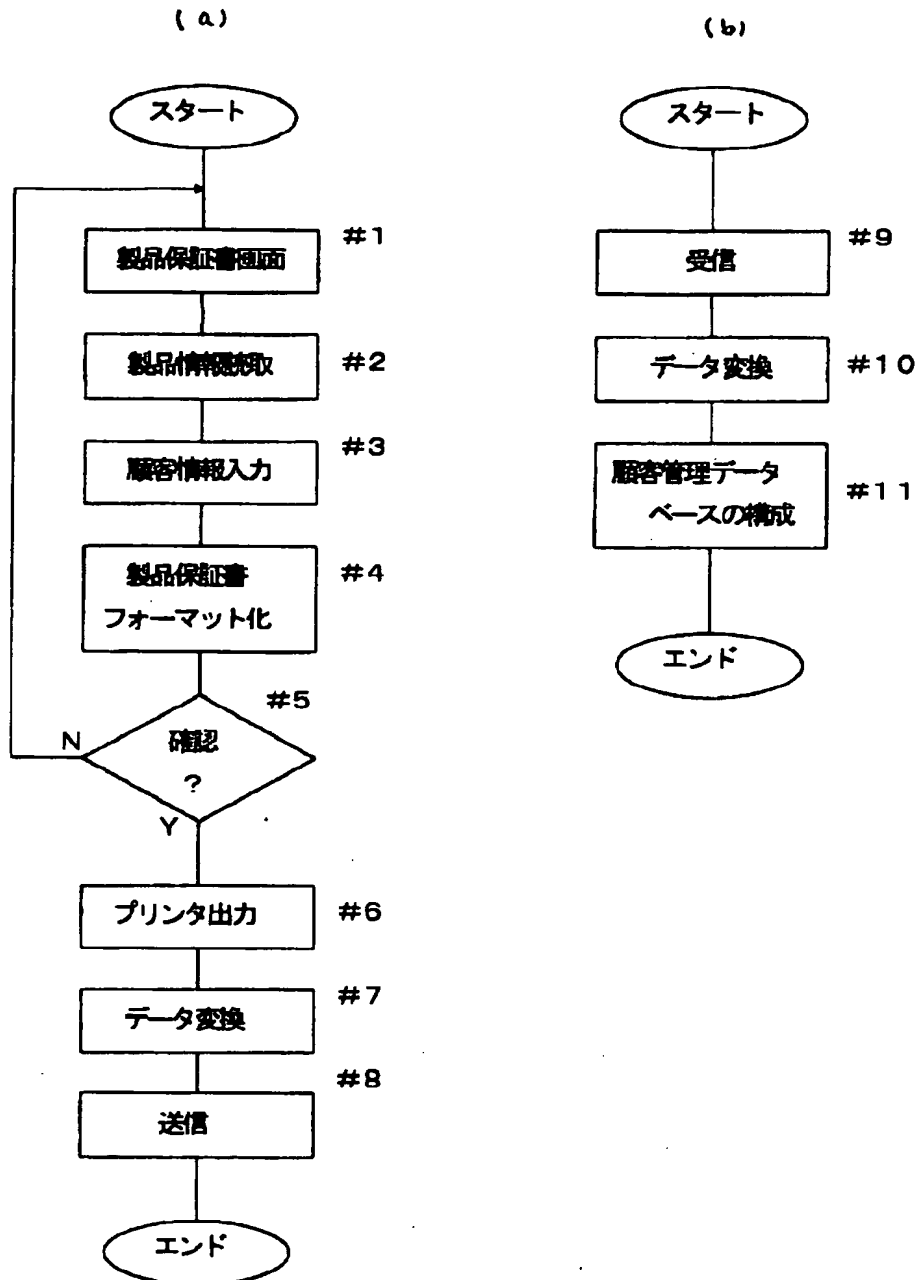 (a)
スタート
#1
製品保証書画面
#2
製品情報読取
#3
顧客情報入力
#4
製品保証書
フォーマット化
#5
確認
?
N
Y
#6
プリンタ出力
#7
データ変換
#8
送信
エンド
(b)
スタート
#9
受信
#10
データ変換
#11
顧客管理データ
ベースの構成
エンド